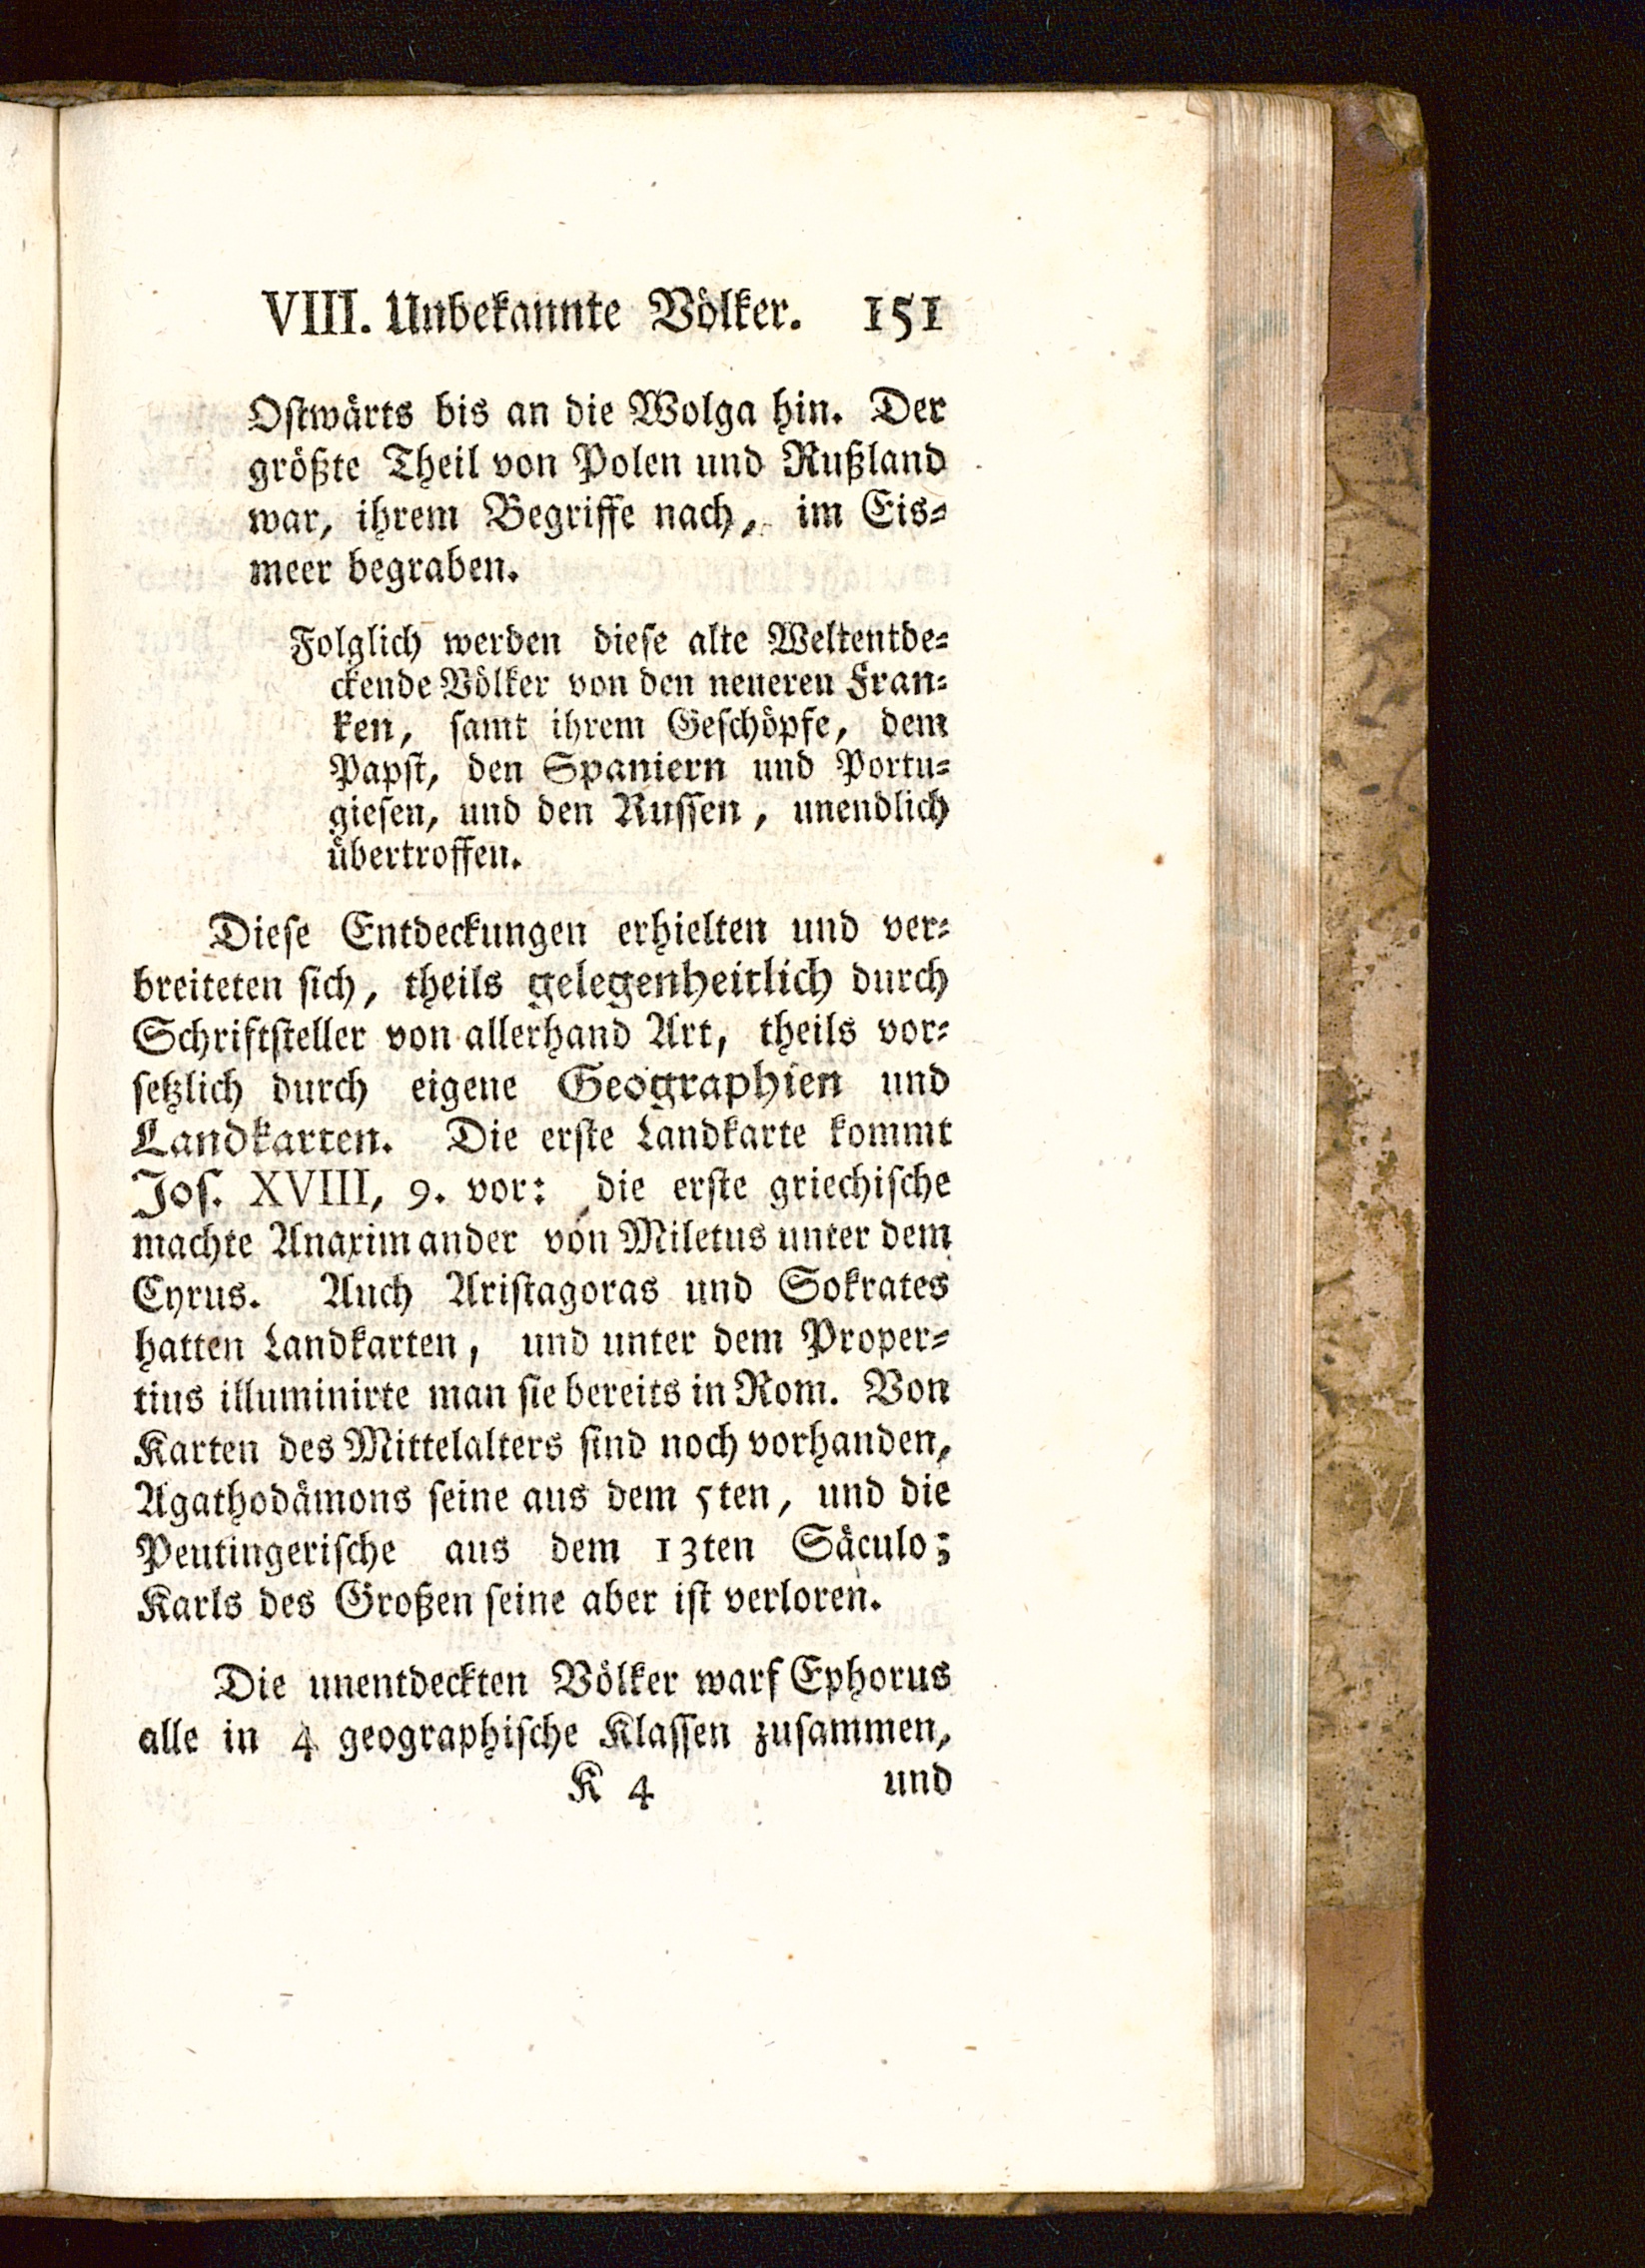 VIII. Unbekannte Völker. 151
Ostwärts bis an die Wolga hin. Der
größte Theil von Polen und Rußland
war, ihrem Begriffe nach, im Eis-
meer begraben.
Folglich werden diese alte Weltentde-
ckende Völker von den neueren Fran-
ken, samt ihrem Geschöpfe, dem
Papst, den Spaniern und Portu-
giesen, und den Russen, unendlich
übertroffen.
Diese Entdeckungen erhielten und ver-
breiteten sich, theils gelegenheitlich durch
Schriftsteller von allerhand Art, theils vor-
setzlich durch eigene Geographien und
Landkarten. Die erste Landkarte kommt
Jos. XVIII, 9. vor: die erste griechische
machte Anaximander von Miletus unter dem
Cyrus. Auch Aristagoras und Sokrates
hatten Landkarten, und unter dem Proper-
tius illuminirte man sie bereits in Rom. Von
Karten des Mittelalters sind noch vorhanden,
Agathodämons seine aus dem 5ten, und die
Peutingerische aus dem 13ten Säculo;
Karls des Großen seine aber ist verloren.
Die unentdeckten Völker warf Ephorus
alle in 4 geographische Klassen zusammen,
K 4 und